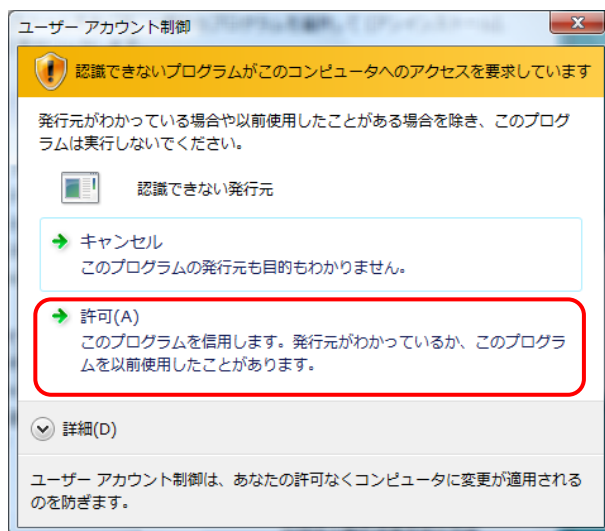 ユーザー アカウント制御
認識できないプログラムがこのコンピュータへのアクセスを要求しています
発行元がわかっている場合や以前使用したことがある場合を除き、このプログ
ラムは実行しないでください。
認識できない発行元
キャンセル
このプログラムの発行元も目的もわかりません。
許可(A)
このプログラムを信用します。発行元がわかっているか、このプログラ
ムを以前使用したことがあります。
詳細(D)
ユーザー アカウント制御は、あなたの許可なくコンピュータに変更が適用される
のを防ぎます。